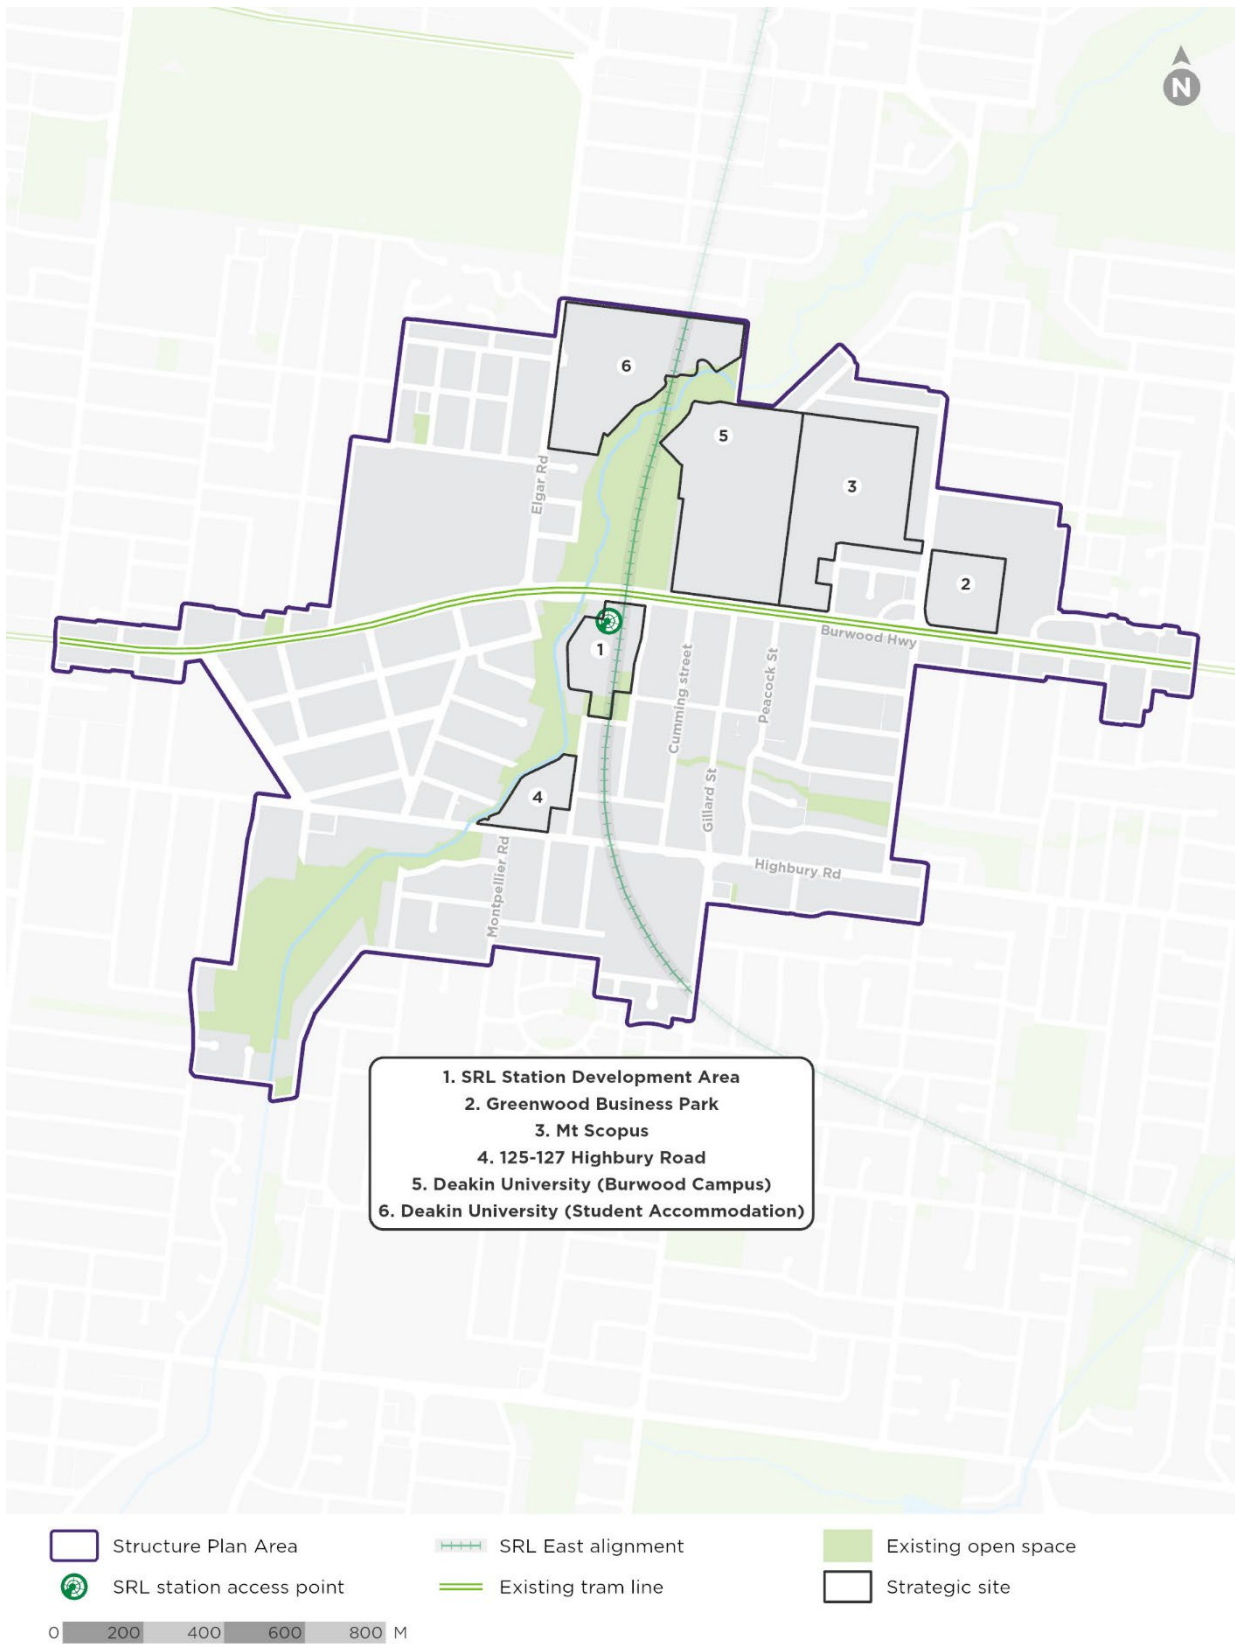 N
6
5
3
Elgar Rd
2
1
Burwood Hwy
Cumming street
Peacock St
4
Gillard St
Montpellier Rd
Highbury Rd
1. SRL Station Development Area
2. Greenwood Business Park
3. Mt Scopus
4. 125-127 Highbury Road
5. Deakin University (Burwood Campus)
6. Deakin University (Student Accommodation)
Structure Plan Area
SRL East alignment
Existing open space
SRL station access point
Existing tram line
Strategic site
0 200 400 600 800 M